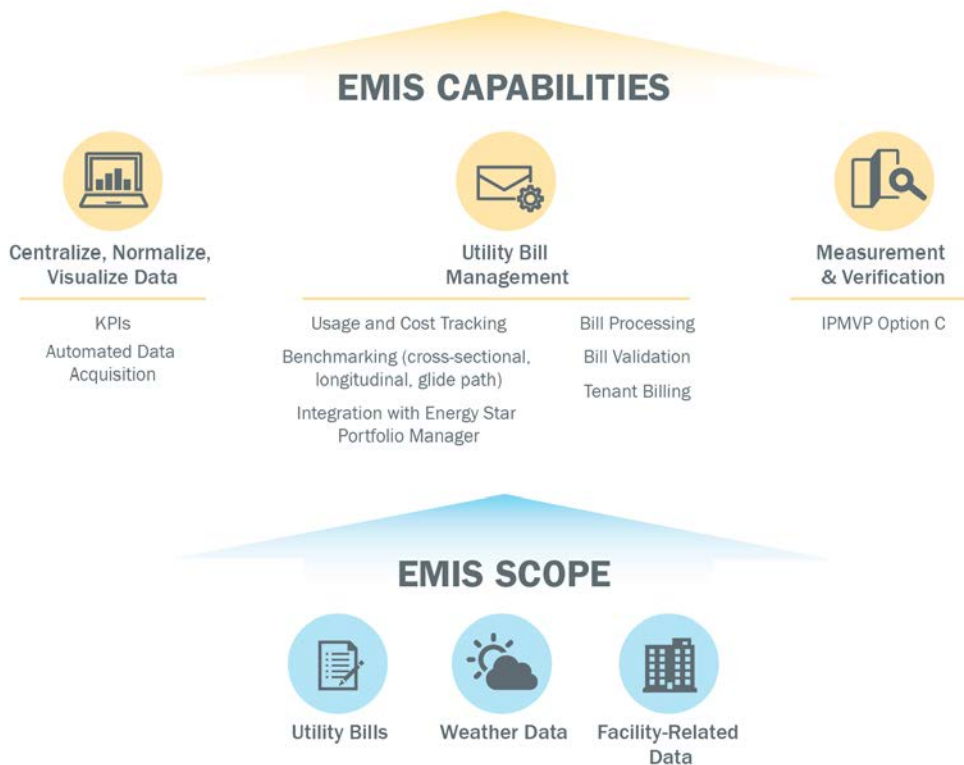 EMIS CAPABILITIES
Centralize, Normalize,
Visualize Data
KPIs
Automated Data
Acquisition
Utility Bill
Management
Usage and Cost Tracking
Benchmarking (cross-sectional,
longitudinal, glide path)
Integration with Energy Star
Portfolio Manager
Bill Processing
Bill Validation
Tenant Billing
Measurement
& Verification
IPMVP Option C
EMIS SCOPE
Utility Bills
Weather Data
Facility-Related
Data